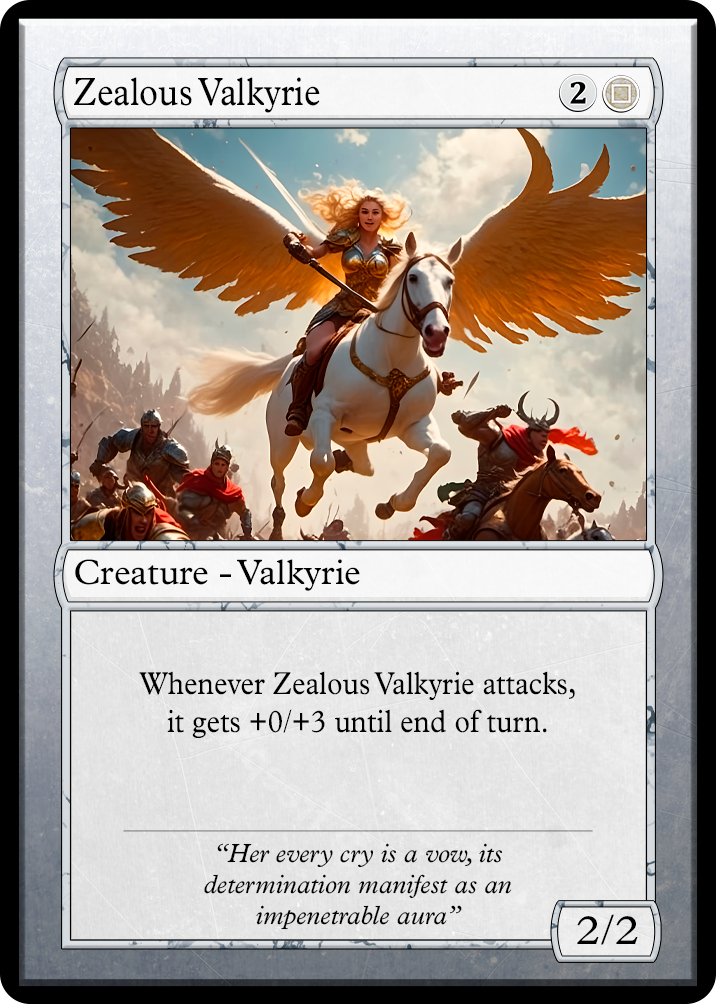 Zealous Valkyrie 2
Creature - Valkyrie
Whenever Zealous Valkyrie attacks,
it gets +0/+3 until end of turn.
“Her every cry is a vow, its
determination manifest as an
impenetrable aura”
2/2